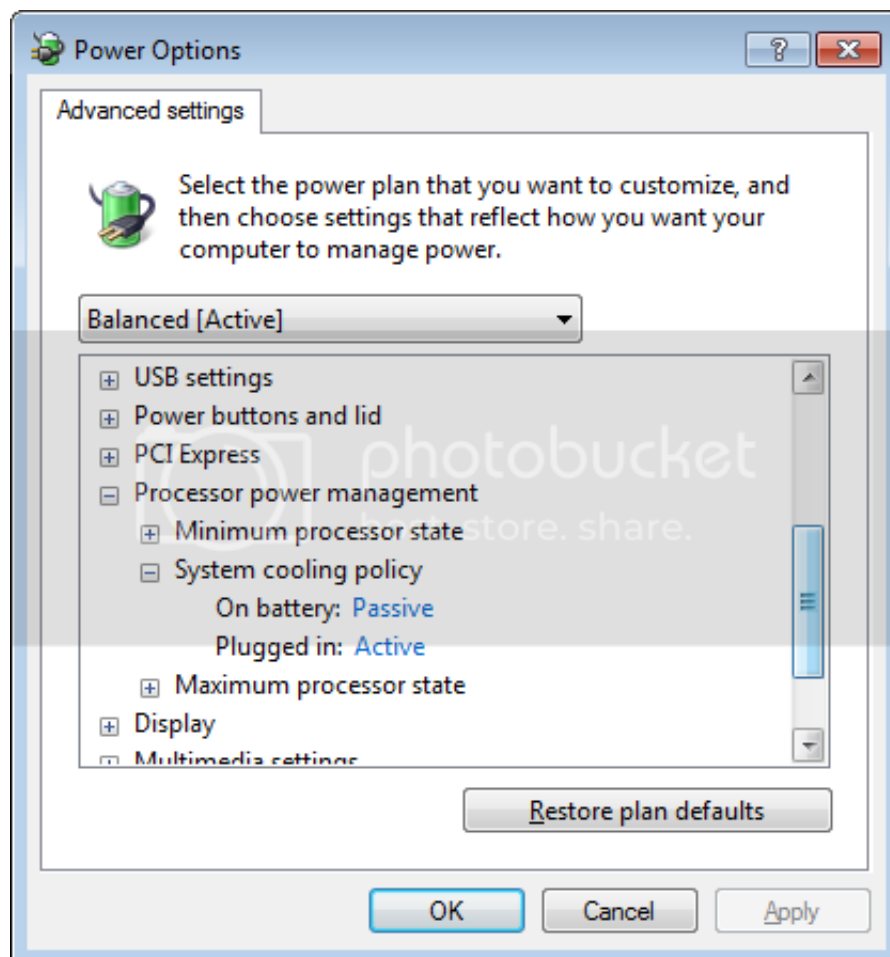 Power Options
Advanced settings
Select the power plan that you want to customize, and
then choose settings that reflect how you want your
computer to manage power.
Balanced [Active]
USB settings
Power buttons and lid
PCI Express
Processor power management
Minimum processor state
System cooling policy
On battery: Passive
Plugged in: Active
Maximum processor state
Display
Multimedia settings
Restore plan defaults
OK
Cancel
Apply
photobucket
best. store. share.